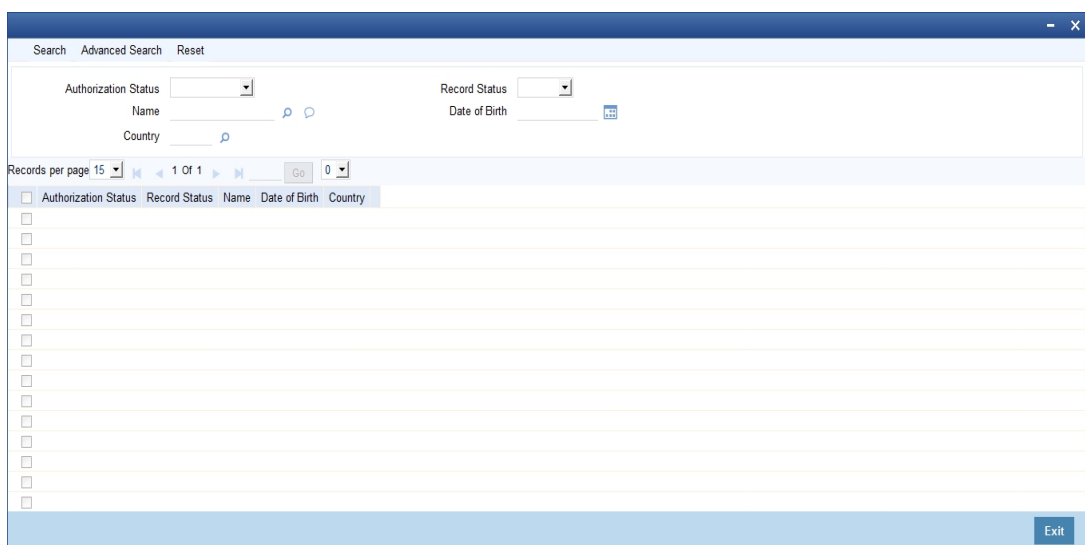 Search Advanced Search Reset
Authorization Status Record Status
Name Date of Birth
Country
Records per page 15 1 Of 1 Go 0
Authorization Status Record Status Name Date of Birth Country
Exit